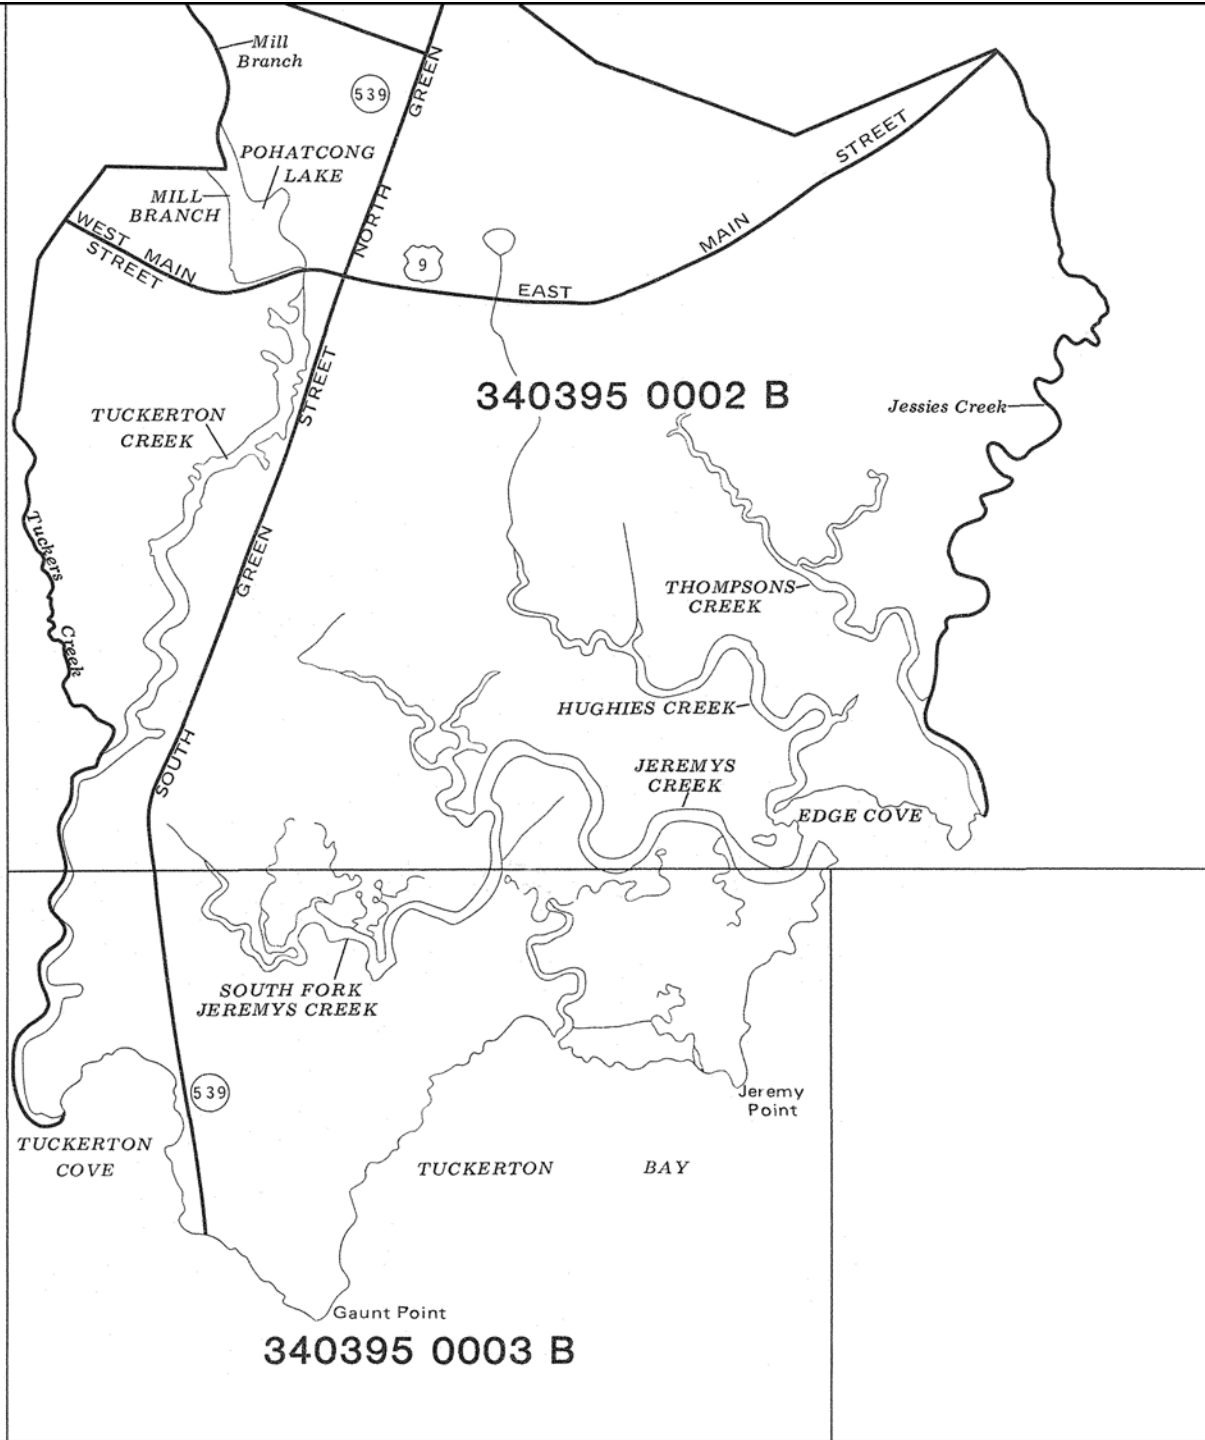 Mill
Branch
539
GREEN
NORTH
POHATCONG
LAKE
MILL
BRANCH
STREET
MAIN
EAST
9
WEST MAIN
STREET
340395 0002 B
STREET
TUCKERTON
CREEK
Jessies Creek
GREEN
Tuckers
Creek
THOMPSONS
CREEK
HUGHIES CREEK
SOUTH
JEREMYS
CREEK
EDGE COVE
SOUTH FORK
JEREMYS CREEK
539
Jeremy
Point
TUCKERTON
COVE
TUCKERTON BAY
Gaunt Point
340395 0003 B